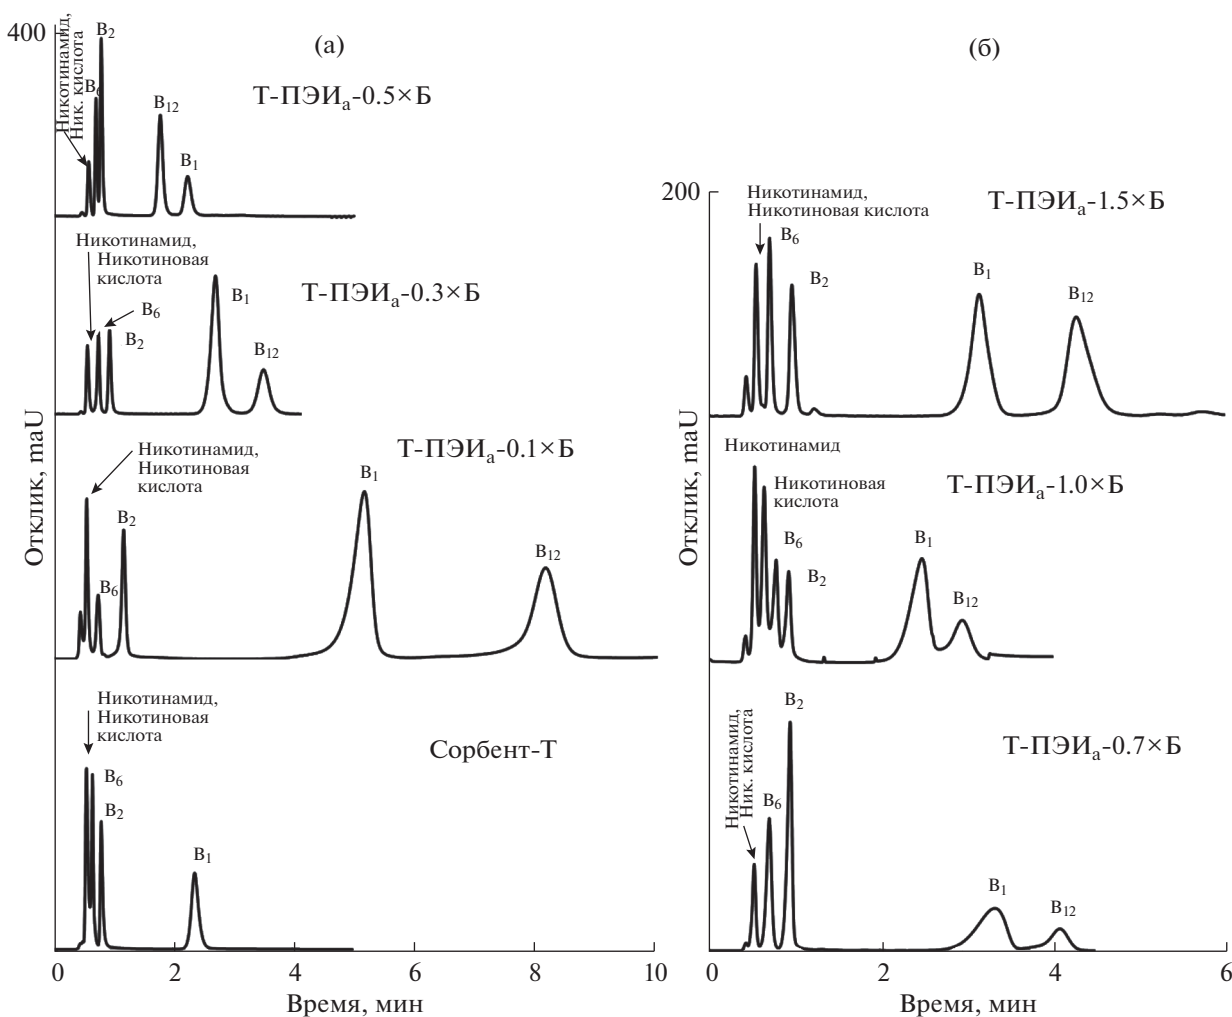 400
(а)
Никотинамид,
Ник. кислота
B6
B2
B12
B1
Т-ПЭИа-0.5×Б
Никотинамид,
Никотиновая
кислота
B6
B2
B1
B12
Т-ПЭИа-0.3×Б
Никотинамид,
Никотиновая
кислота
B6
B2
B1
B12
Т-ПЭИа-0.1×Б
Никотинамид,
Никотиновая
кислота
B6
B2
B1
Сорбент-Т
Отклик, maU
0 2 4 6 8 10
Время, мин
(б)
200
Никотинамид,
Никотиновая кислота
B6
B2
B1
B12
Т-ПЭИа-1.5×Б
Никотинамид
Никотиновая
кислота
B6
B2
B1
B12
Т-ПЭИа-1.0×Б
Никотинамид,
Ник. кислота
B6
B2
B1
B12
Т-ПЭИа-0.7×Б
Отклик, maU
0 2 4 6
Время, мин